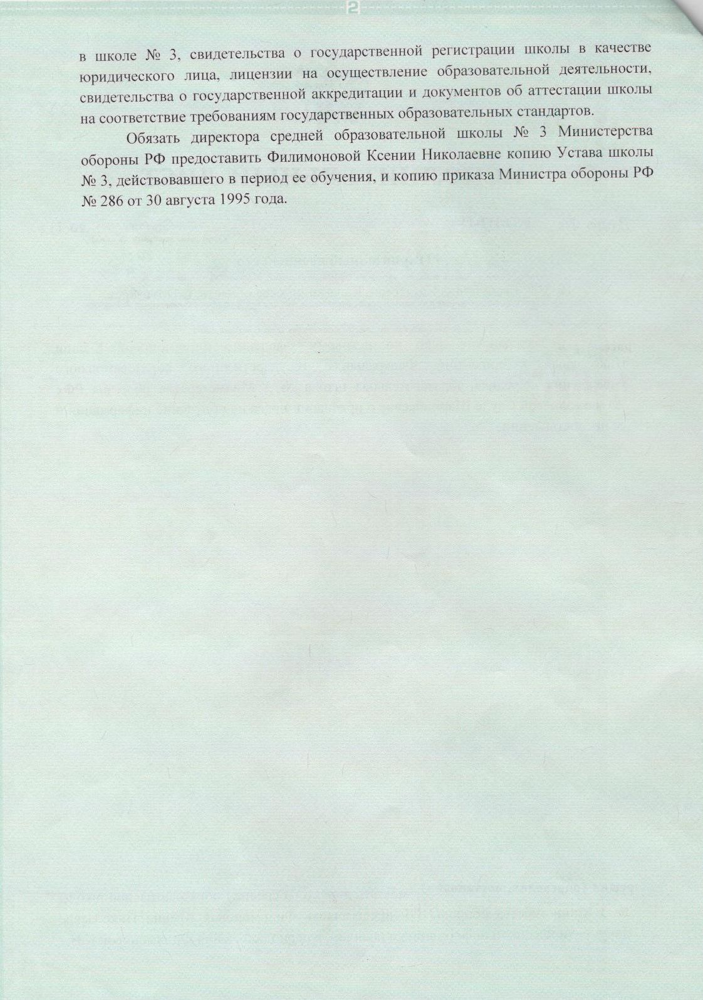 2
в школе № 3, свидетельства о государственной регистрации школы в качестве
юридического лица, лицензии на осуществление образовательной деятельности,
свидетельства о государственной аккредитации и документов об аттестации школы
на соответствие требованиям государственных образовательных стандартов.
Обязать директора средней образовательной школы № 3 Министерства
обороны РФ предоставить Филимоновой Ксении Николаевне копию Устава школы
№ 3, действовавшего в период ее обучения, и копию приказа Министра обороны РФ
№ 286 от 30 августа 1995 года.